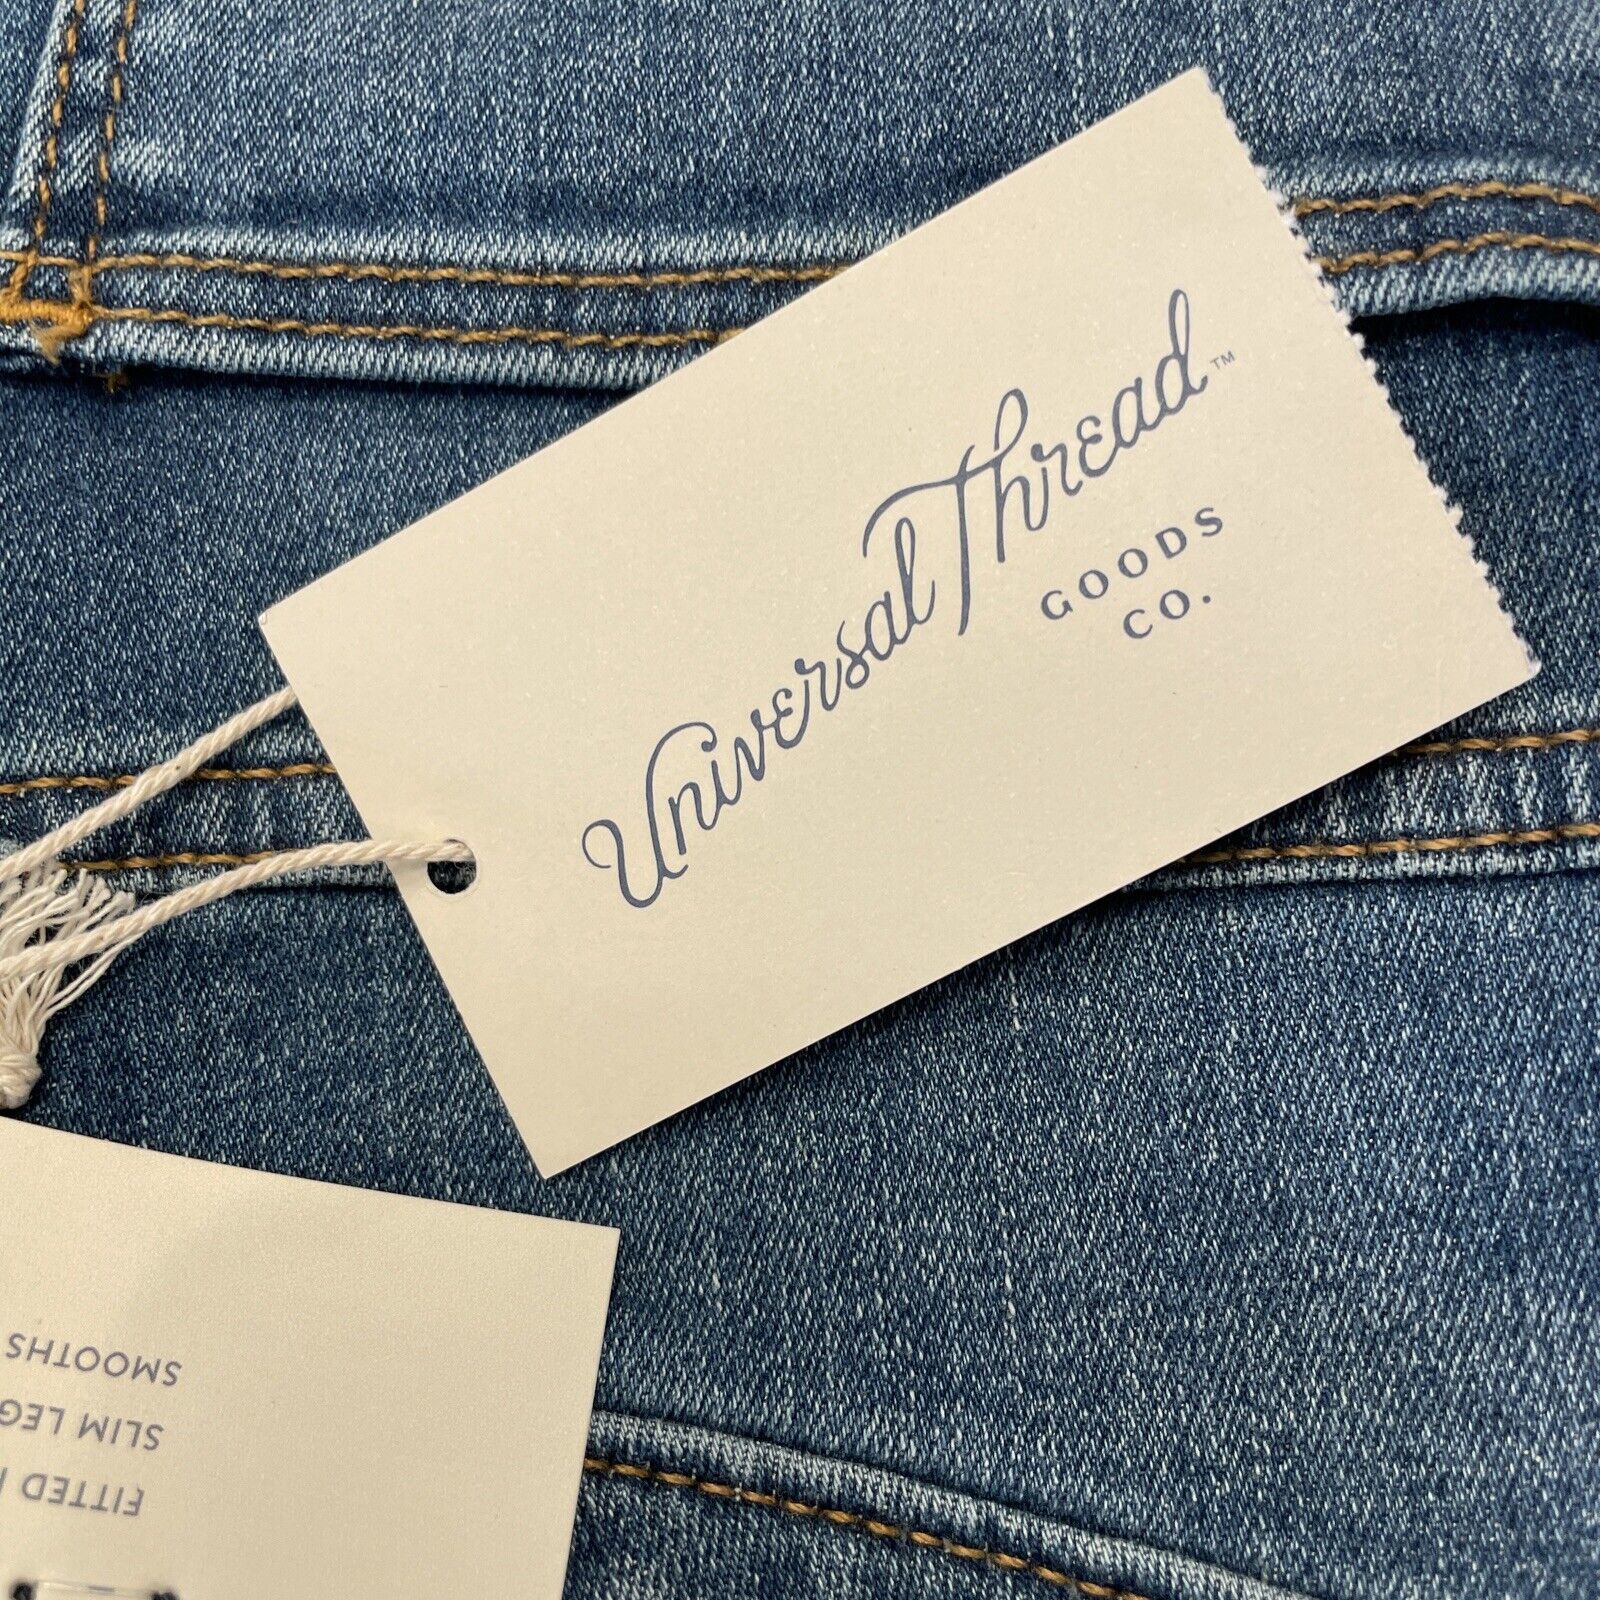 Universal Thread™
GOODS
CO.
FITTED
SLIM LEG
SMOOTHS